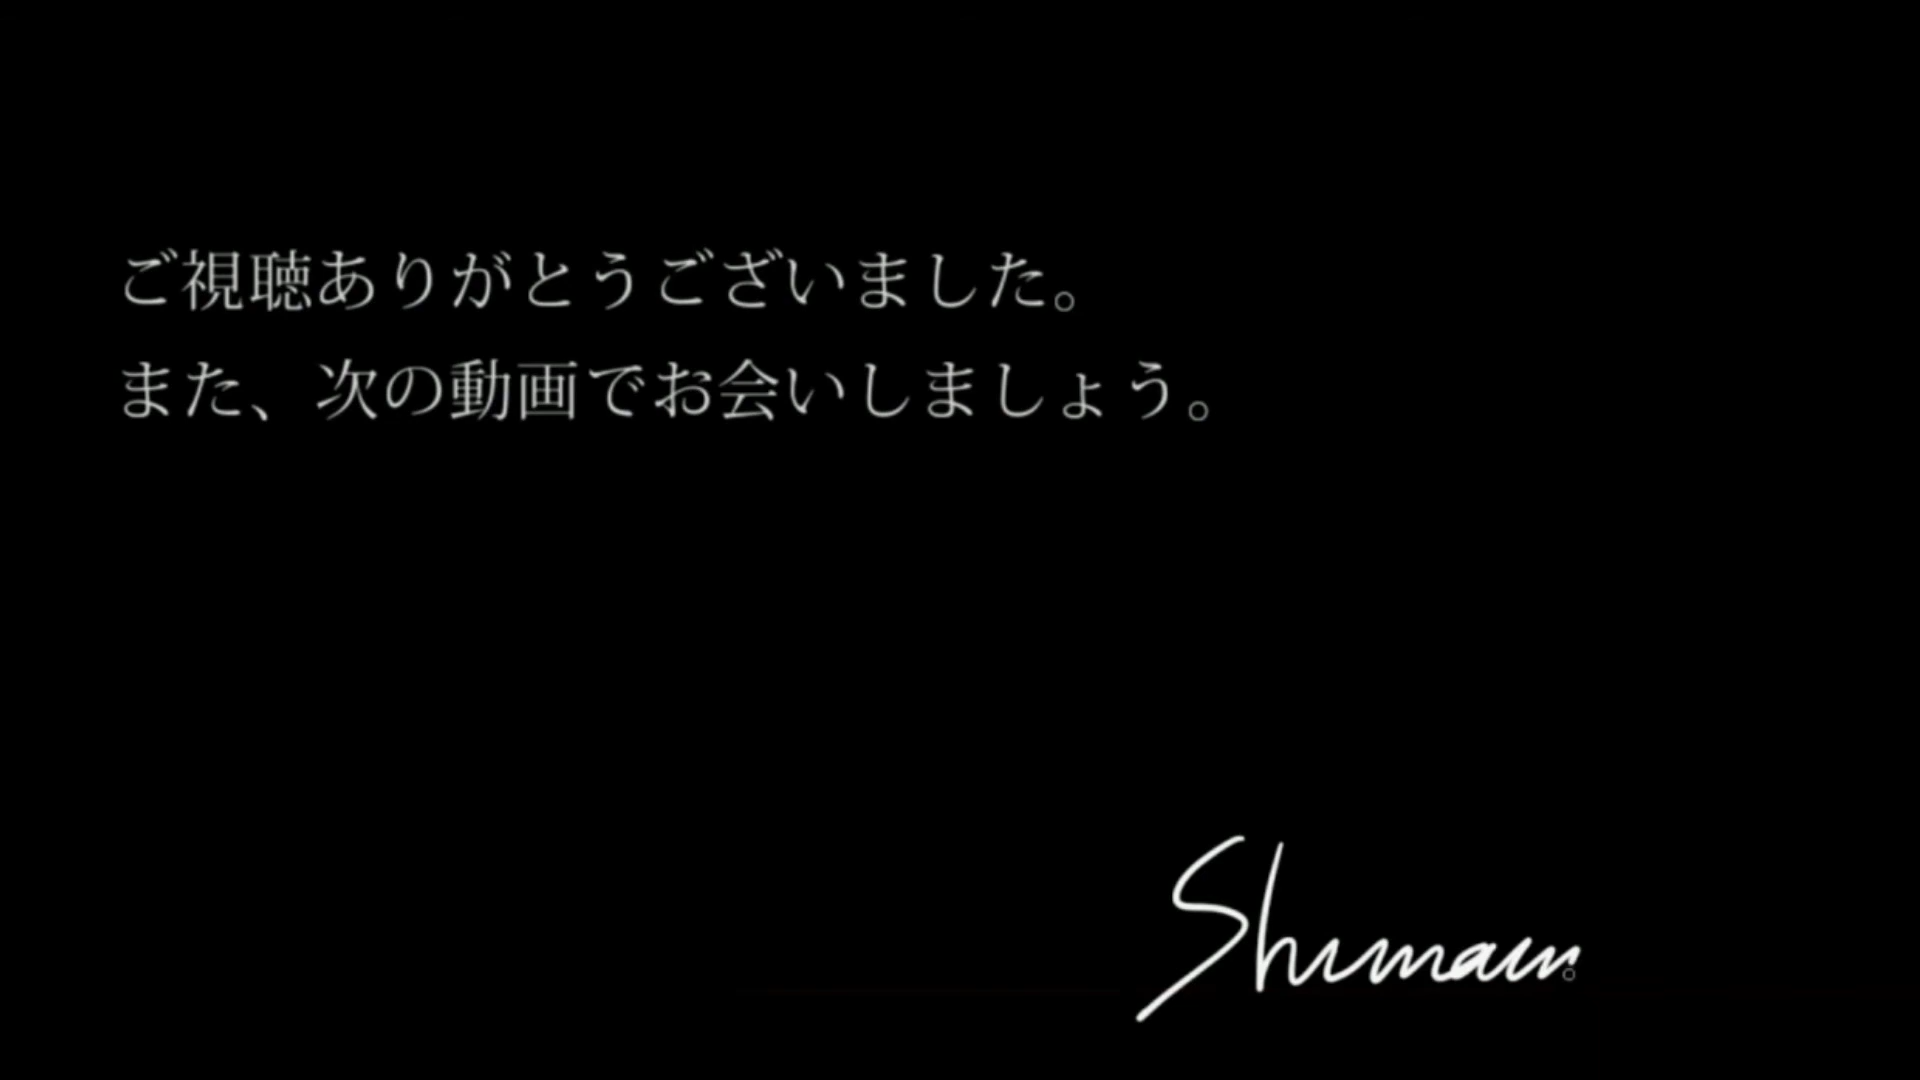 ご視聴ありがとうございました。
また、次の動画でお会いしましょう。